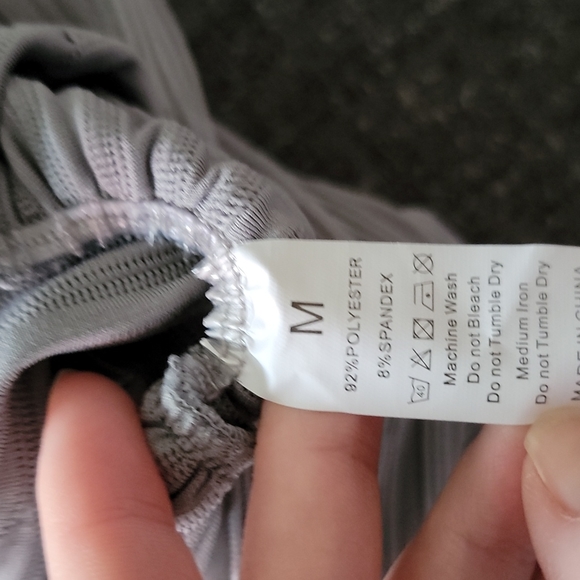 M
92%POLYESTER
8%SPANDEX
40
Machine Wash
Do not Bleach
Do not Tumble Dry
Medium Iron
Do not Tumble Dry